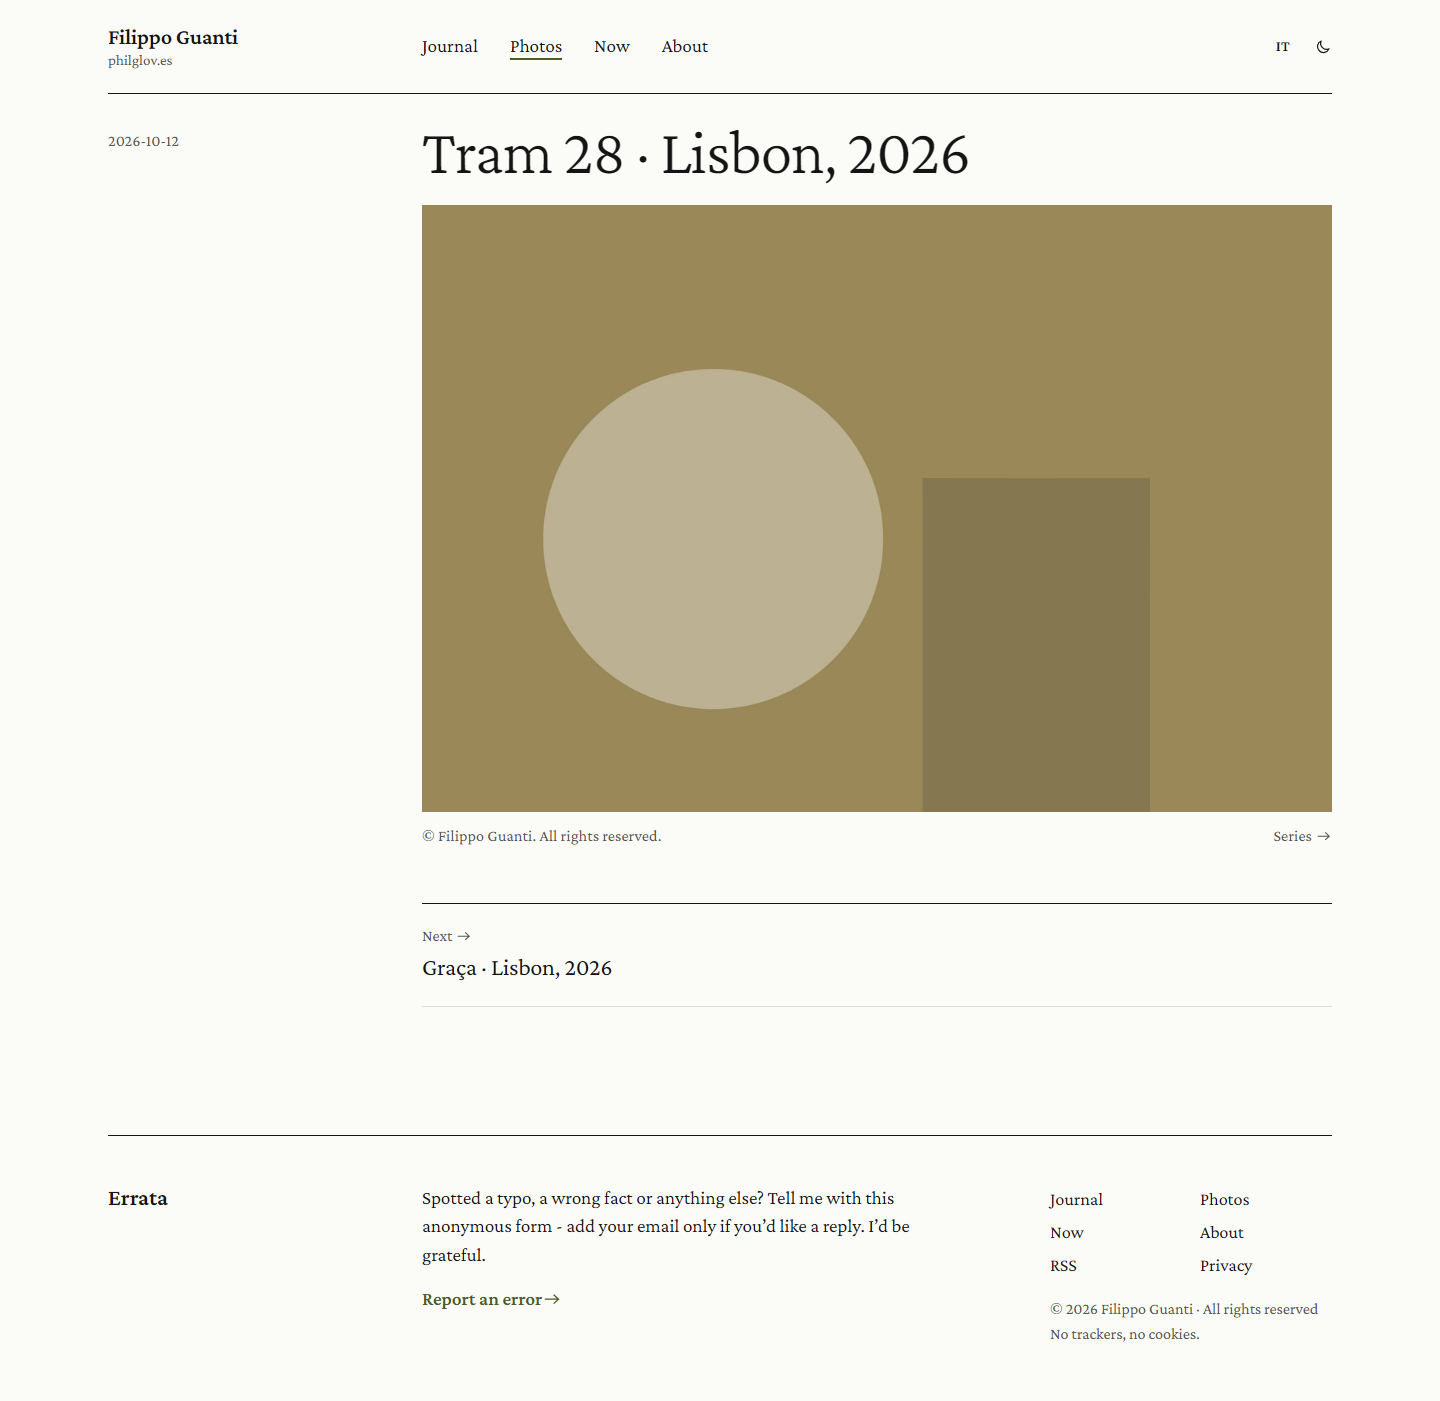 Filippo Guanti
philglov.es
Journal Photos Now About
IT
2026-10-12
Tram 28 · Lisbon, 2026
© Filippo Guanti. All rights reserved.
Series →
Next →
Graça · Lisbon, 2026
Errata
Spotted a typo, a wrong fact or anything else? Tell me with this
anonymous form - add your email only if you’d like a reply. I’d be
grateful.
Report an error →
Journal Photos
Now About
RSS Privacy
© 2026 Filippo Guanti · All rights reserved
No trackers, no cookies.